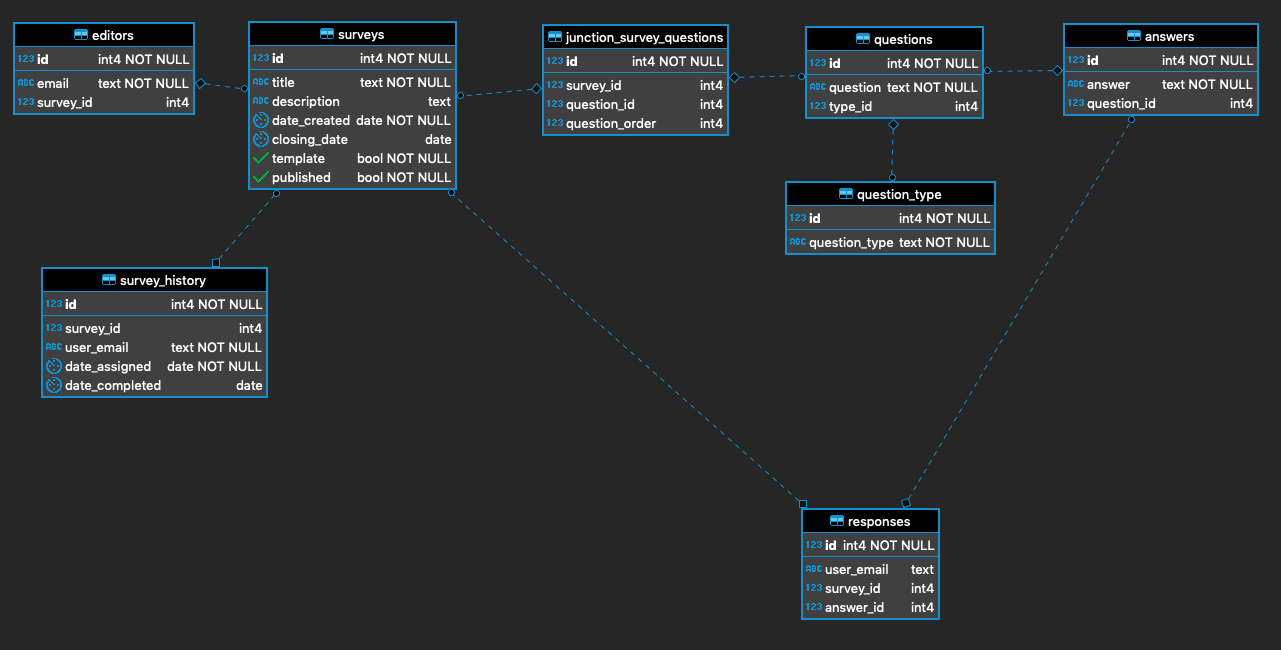 editors
123 id int4 NOT NULL
ABC email text NOT NULL
123 survey_id int4
surveys
123 id int4 NOT NULL
ABC title text NOT NULL
ABC description text
date_created date NOT NULL
closing_date date
template bool NOT NULL
published bool NOT NULL
junction_survey_questions
123 id int4 NOT NULL
123 survey_id int4
123 question_id int4
123 question_order int4
questions
123 id int4 NOT NULL
ABC question text NOT NULL
123 type_id int4
answers
123 id int4 NOT NULL
ABC answer text NOT NULL
123 question_id int4
question_type
123 id int4 NOT NULL
ABC question_type text NOT NULL
survey_history
123 id int4 NOT NULL
123 survey_id int4
ABC user_email text NOT NULL
date_assigned date NOT NULL
date_completed date
responses
123 id int4 NOT NULL
ABC user_email text
123 survey_id int4
123 answer_id int4